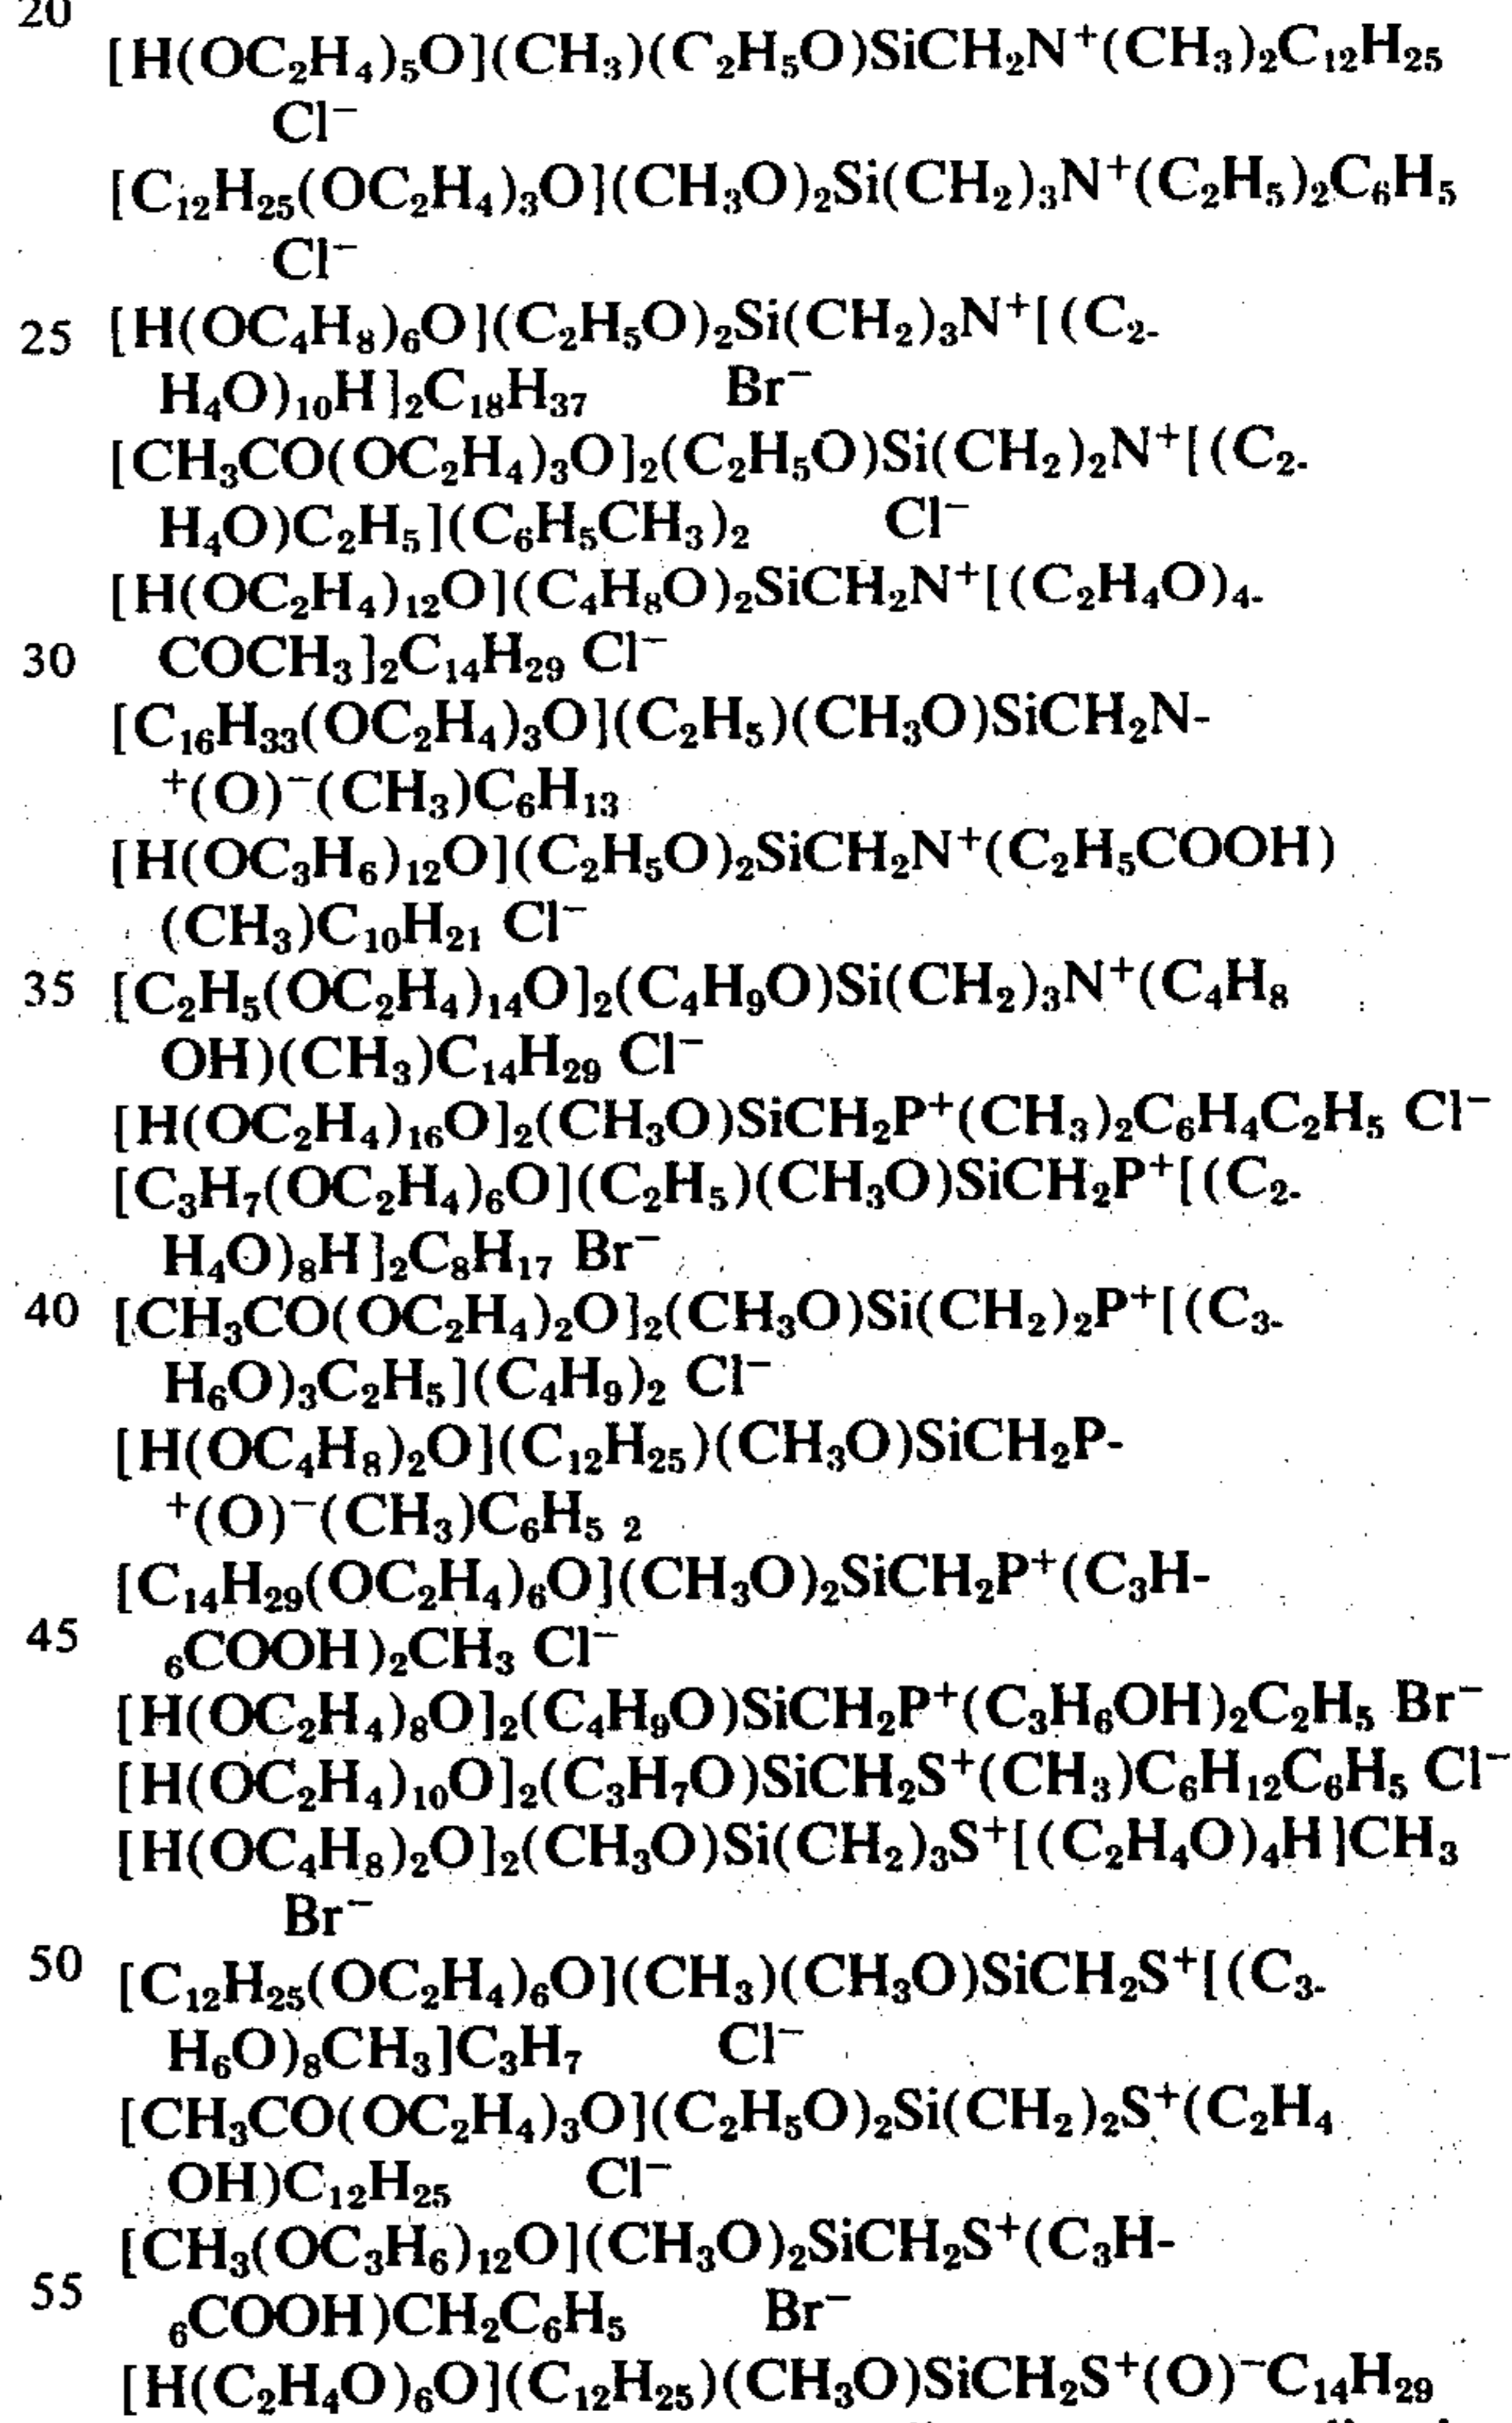 20
[H(OC₂H₄)₅O](CH₃)(C₂H₅O)SiCH₂N⁺(CH₃)₂C₁₂H₂₅
Cl⁻
[C₁₂H₂₅(OC₂H₄)₃O](CH₃O)₂Si(CH₂)₃N⁺(C₂H₅)₂C₆H₅
Cl⁻
25 [H(OC₄H₈)₆O](C₂H₅O)₂Si(CH₂)₃N⁺[(C₂-
H₄O)₁₀H]₂C₁₈H₃₇ Br⁻
[CH₃CO(OC₂H₄)₃O]₂(C₂H₅O)Si(CH₂)₂N⁺[(C₂-
H₄O)C₂H₅](C₆H₅CH₃)₂ Cl⁻
[H(OC₂H₄)₁₂O](C₄H₈O)₂SiCH₂N⁺[(C₂H₄O)₄-
30 COCH₃]₂C₁₄H₂₉ Cl⁻
[C₁₆H₃₃(OC₂H₄)₃O](C₂H₅)(CH₃O)SiCH₂N-
⁺(O)⁻(CH₃)C₆H₁₃
[H(OC₃H₆)₁₂O](C₂H₅O)₂SiCH₂N⁺(C₂H₅COOH)
(CH₃)C₁₀H₂₁ Cl⁻
35 [C₂H₅(OC₂H₄)₁₄O]₂(C₄H₉O)Si(CH₂)₃N⁺(C₄H₈
OH)(CH₃)C₁₄H₂₉ Cl⁻
[H(OC₂H₄)₁₆O]₂(CH₃O)SiCH₂P⁺(CH₃)₂C₆H₄C₂H₅ Cl⁻
[C₃H₇(OC₂H₄)₆O](C₂H₅)(CH₃O)SiCH₂P⁺[(C₂-
H₄O)₈H]₂C₈H₁₇ Br⁻
40 [CH₃CO(OC₂H₄)₂O]₂(CH₃O)Si(CH₂)₂P⁺[(C₃-
H₆O)₃C₂H₅](C₄H₉)₂ Cl⁻
[H(OC₄H₈)₂O](C₁₂H₂₅)(CH₃O)SiCH₂P-
⁺(O)⁻(CH₃)C₆H₅ ₂
[C₁₄H₂₉(OC₂H₄)₆O](CH₃O)₂SiCH₂P⁺(C₃H-
45 ₆COOH)₂CH₃ Cl⁻
[H(OC₂H₄)₈O]₂(C₄H₉O)SiCH₂P⁺(C₃H₆OH)₂C₂H₅ Br⁻
[H(OC₂H₄)₁₀O]₂(C₃H₇O)SiCH₂S⁺(CH₃)C₆H₁₂C₆H₅ Cl⁻
[H(OC₄H₈)₂O]₂(CH₃O)Si(CH₂)₃S⁺[(C₂H₄O)₄H]CH₃
Br⁻
50 [C₁₂H₂₅(OC₂H₄)₆O](CH₃)(CH₃O)SiCH₂S⁺[(C₃-
H₆O)₈CH₃]C₃H₇ Cl⁻
[CH₃CO(OC₂H₄)₃O](C₂H₅O)₂Si(CH₂)₂S⁺(C₂H₄
OH)C₁₂H₂₅ Cl⁻
[CH₃(OC₃H₆)₁₂O](CH₃O)₂SiCH₂S⁺(C₃H-
55 ₆COOH)CH₂C₆H₅ Br⁻
[H(C₂H₄O)₆O](C₁₂H₂₅)(CH₃O)SiCH₂S⁺(O)⁻C₁₄H₂₉